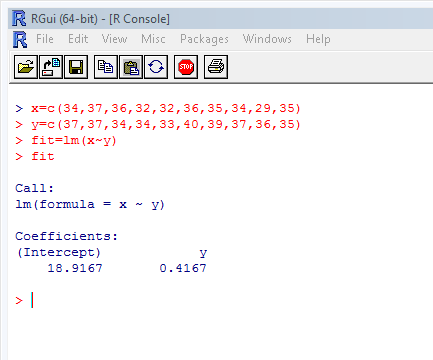 RGui (64-bit) - [R Console]
File Edit View Misc Packages Windows Help
STOP
> x=c(34,37,36,32,32,36,35,34,29,35)
> y=c(37,37,34,34,33,40,39,37,36,35)
> fit=lm(x~y)
> fit
Call:
lm(formula = x ~ y)
Coefficients:
(Intercept) y
18.9167 0.4167
>